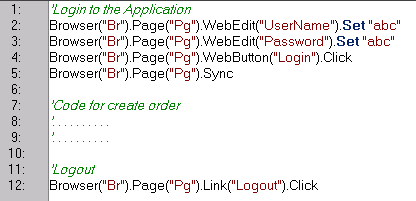 1: 'Login to the Application
2: Browser("Br").Page("Pg").WebEdit("UserName").Set "abc"
3: Browser("Br").Page("Pg").WebEdit("Password").Set "abc"
4: Browser("Br").Page("Pg").WebButton("Login").Click
5: Browser("Br").Page("Pg").Sync
6:
7: 'Code for create order
8: '. . . . . . . . .
9: '. . . . . . . . .
10:
11: 'Logout
12: Browser("Br").Page("Pg").Link("Logout").Click